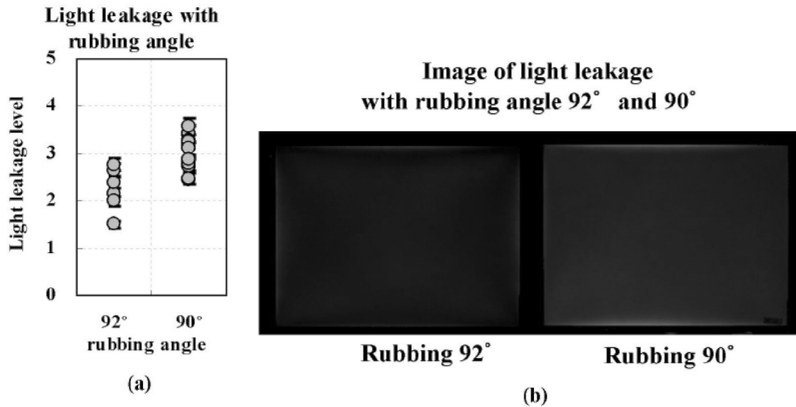 Light leakage with
rubbing angle
5
4
3
2
1
0
Light leakage level
92° 90°
rubbing angle
(a)
Image of light leakage
with rubbing angle 92° and 90°
Rubbing 92° Rubbing 90°
(b)